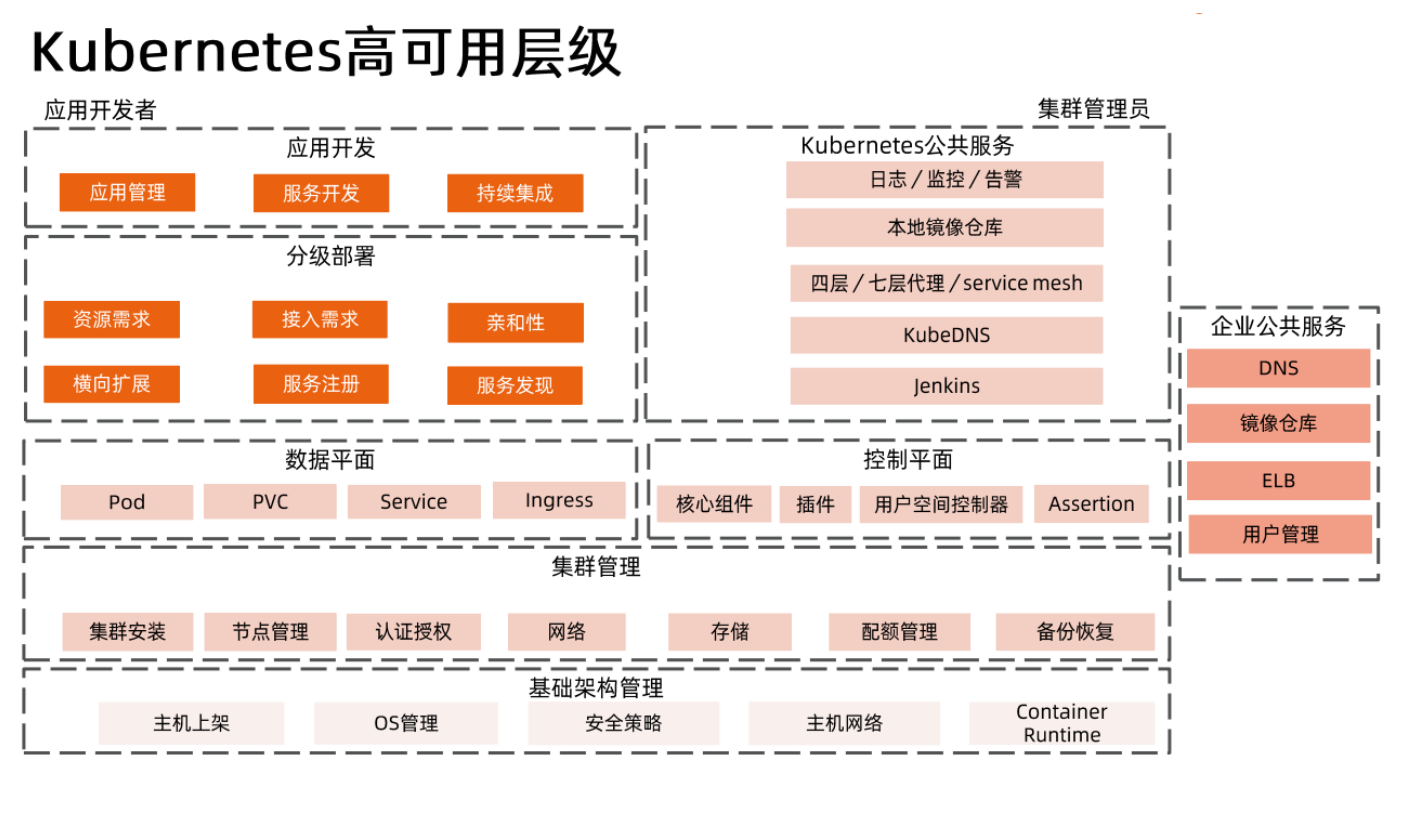 Kubernetes高可用层级
应用开发者
集群管理员
应用开发
应用管理
服务开发
持续集成
分级部署
资源需求
接入需求
亲和性
横向扩展
服务注册
服务发现
Kubernetes公共服务
日志 / 监控 / 告警
本地镜像仓库
四层 / 七层代理 / service mesh
KubeDNS
Jenkins
企业公共服务
DNS
镜像仓库
ELB
用户管理
数据平面
Pod
PVC
Service
Ingress
控制平面
核心组件
插件
用户空间控制器
Assertion
集群管理
集群安装
节点管理
认证授权
网络
存储
配额管理
备份恢复
基础架构管理
主机上架
OS管理
安全策略
主机网络
Container
Runtime